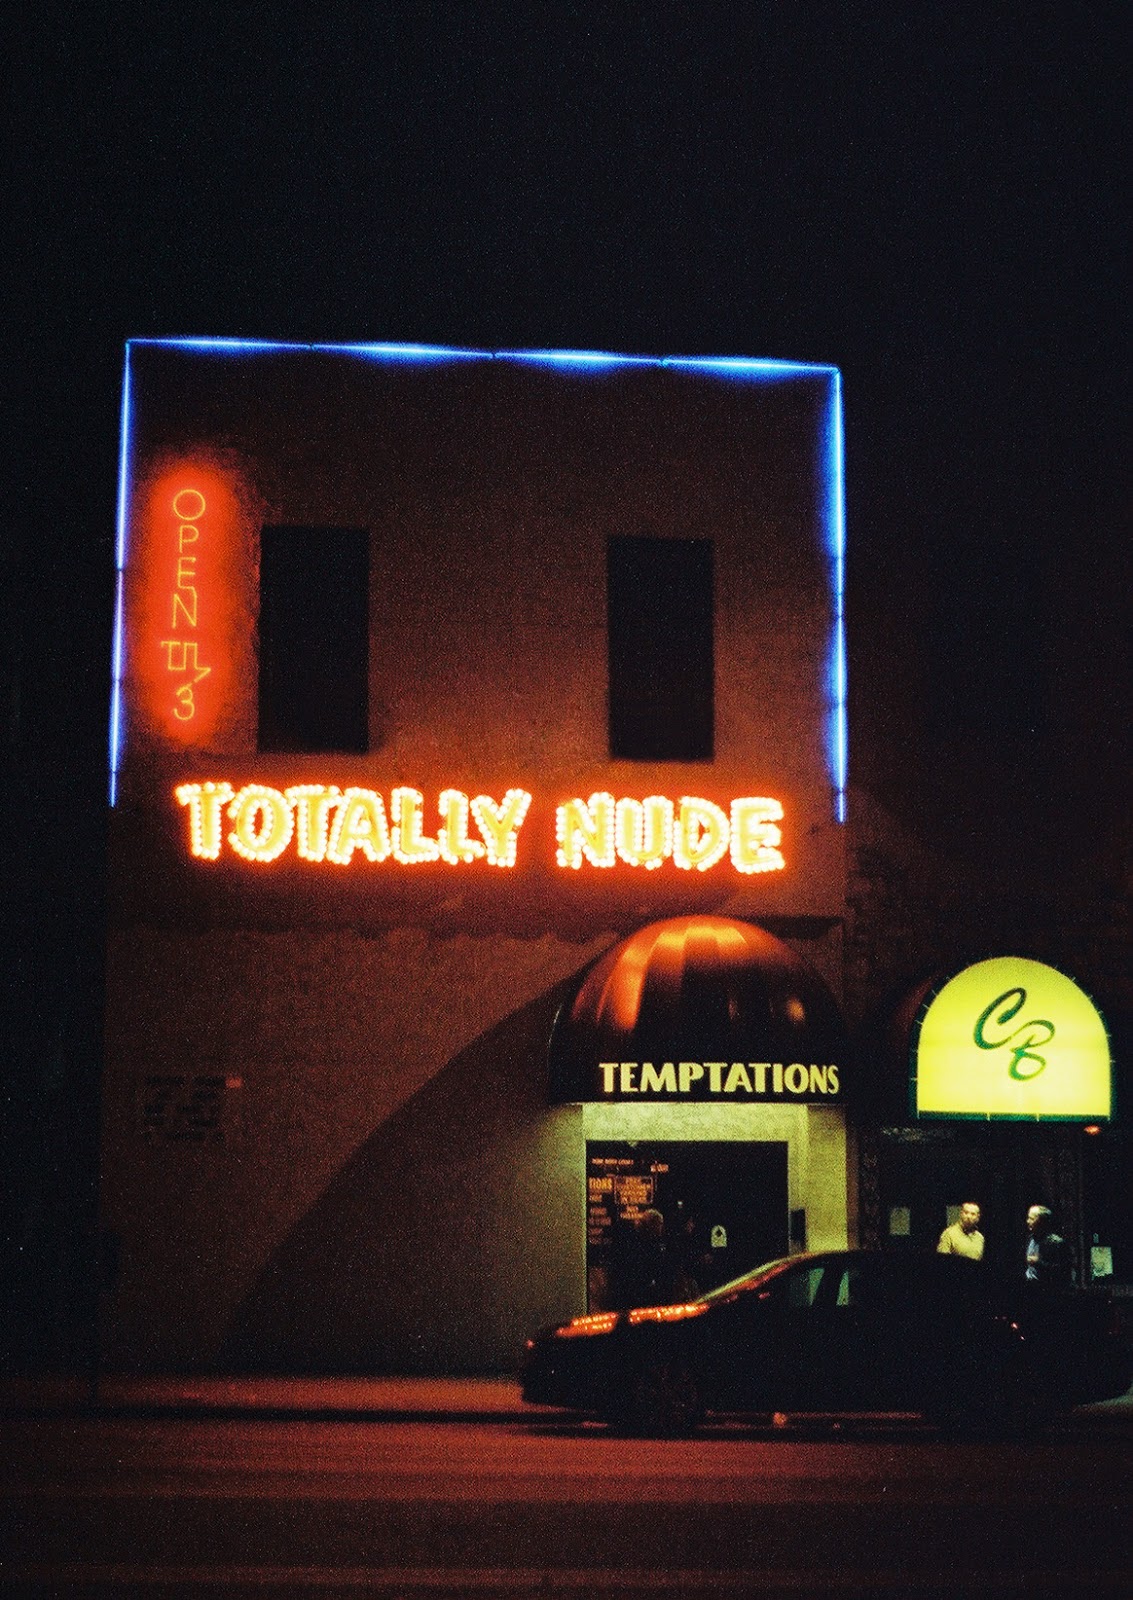 OPEN
TIL
3
TOTALLY NUDE
TEMPTATIONS
CB